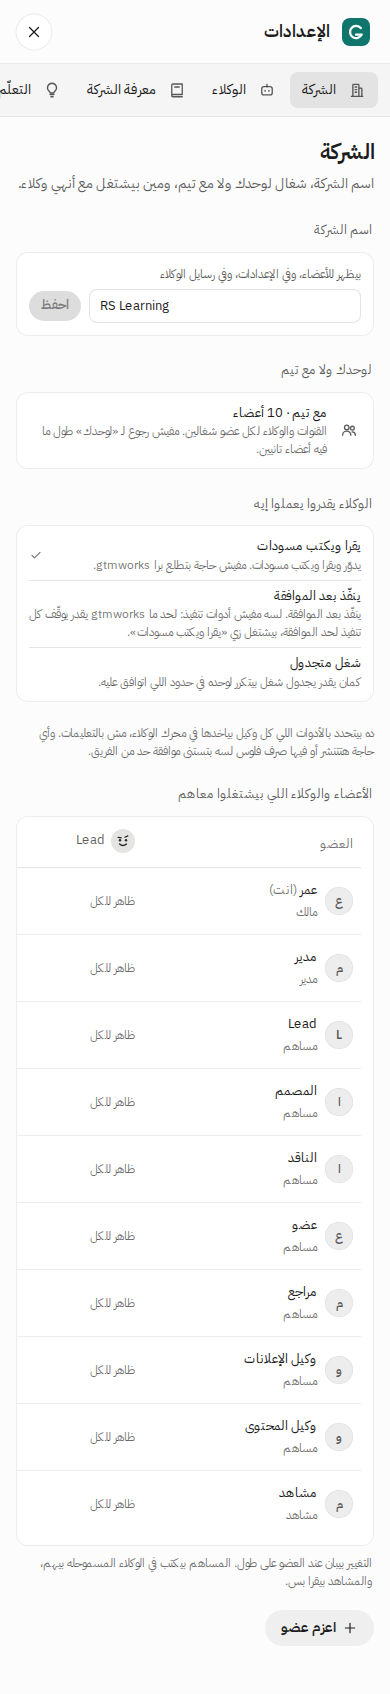 الإعدادات
الشركة
الوكلاء
معرفة الشركة
التعلّم
الشركة
اسم الشركة، شغال لوحدك ولا مع تيم، ومين بيشتغل مع أنهي وكلاء.
اسم الشركة
بيظهر للأعضاء، وفي الإعدادات، وفي رسايل الوكلاء
RS Learning
احفظ
لوحدك ولا مع تيم
مع تيم · 10 أعضاء
القنوات والوكلاء لكل عضو شغالين. مفيش رجوع لـ «لوحدك» طول ما
فيه أعضاء تانيين.
الوكلاء يقدروا يعملوا إيه
يقرا ويكتب مسودات
يدوّر ويقرا ويكتب مسودات. مفيش حاجة بتطلع برا gtmworks.
ينفّذ بعد الموافقة
ينفّذ بعد الموافقة. لسه مفيش أدوات تنفيذ: لحد ما gtmworks يقدر يوقّف كل
تنفيذ لحد الموافقة، بيشتغل زي «يقرا ويكتب مسودات».
شغل متجدول
كمان يقدر يجدول شغل بيتكرر لوحده في حدود اللي اتوافق عليه.
ده بيتحدد بالأدوات اللي كل وكيل بياخدها في محرك الوكلاء، مش بالتعليمات. وأي
حاجة هتتنشر أو فيها صرف فلوس لسه بتستنى موافقة حد من الفريق.
الأعضاء والوكلاء اللي بيشتغلوا معاهم
العضو
Lead
ع
عمر (انت)
مالك
ظاهر للكل
م
مدير
مدير
ظاهر للكل
L
Lead
مساهم
ظاهر للكل
ا
المصمم
مساهم
ظاهر للكل
ا
الناقد
مساهم
ظاهر للكل
ع
عضو
مساهم
ظاهر للكل
م
مراجع
مساهم
ظاهر للكل
و
وكيل الإعلانات
مساهم
ظاهر للكل
و
وكيل المحتوى
مساهم
ظاهر للكل
م
مشاهد
مشاهد
ظاهر للكل
التغيير بيبان عند العضو على طول. المساهم بيكتب في الوكلاء المسموحله بيهم،
والمشاهد بيقرا بس.
اعزم عضو